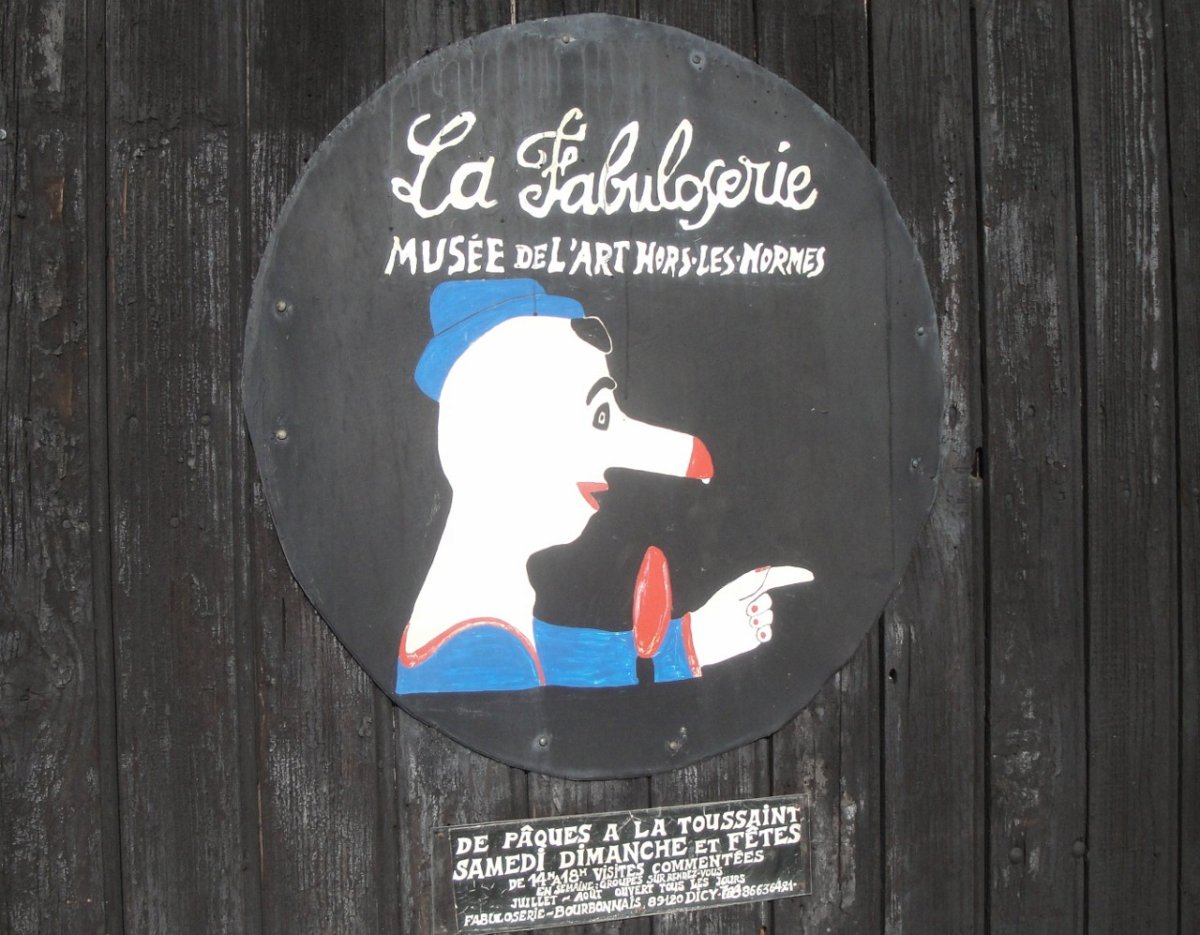 La Fabuloserie
MUSÉE DE L'ART HORS·LES·NORMES
DE PÂQUES A LA TOUSSAINT
SAMEDI DIMANCHE ET FÊTES
DE 14H A 18H VISITES COMMENTÉES
EN SEMAINE: GROUPES SUR RENDEZ-VOUS
JUILLET - AOUT OUVERT TOUS LES JOURS
FABULOSERIE - BOURBONNAIS, 89120 DICY -